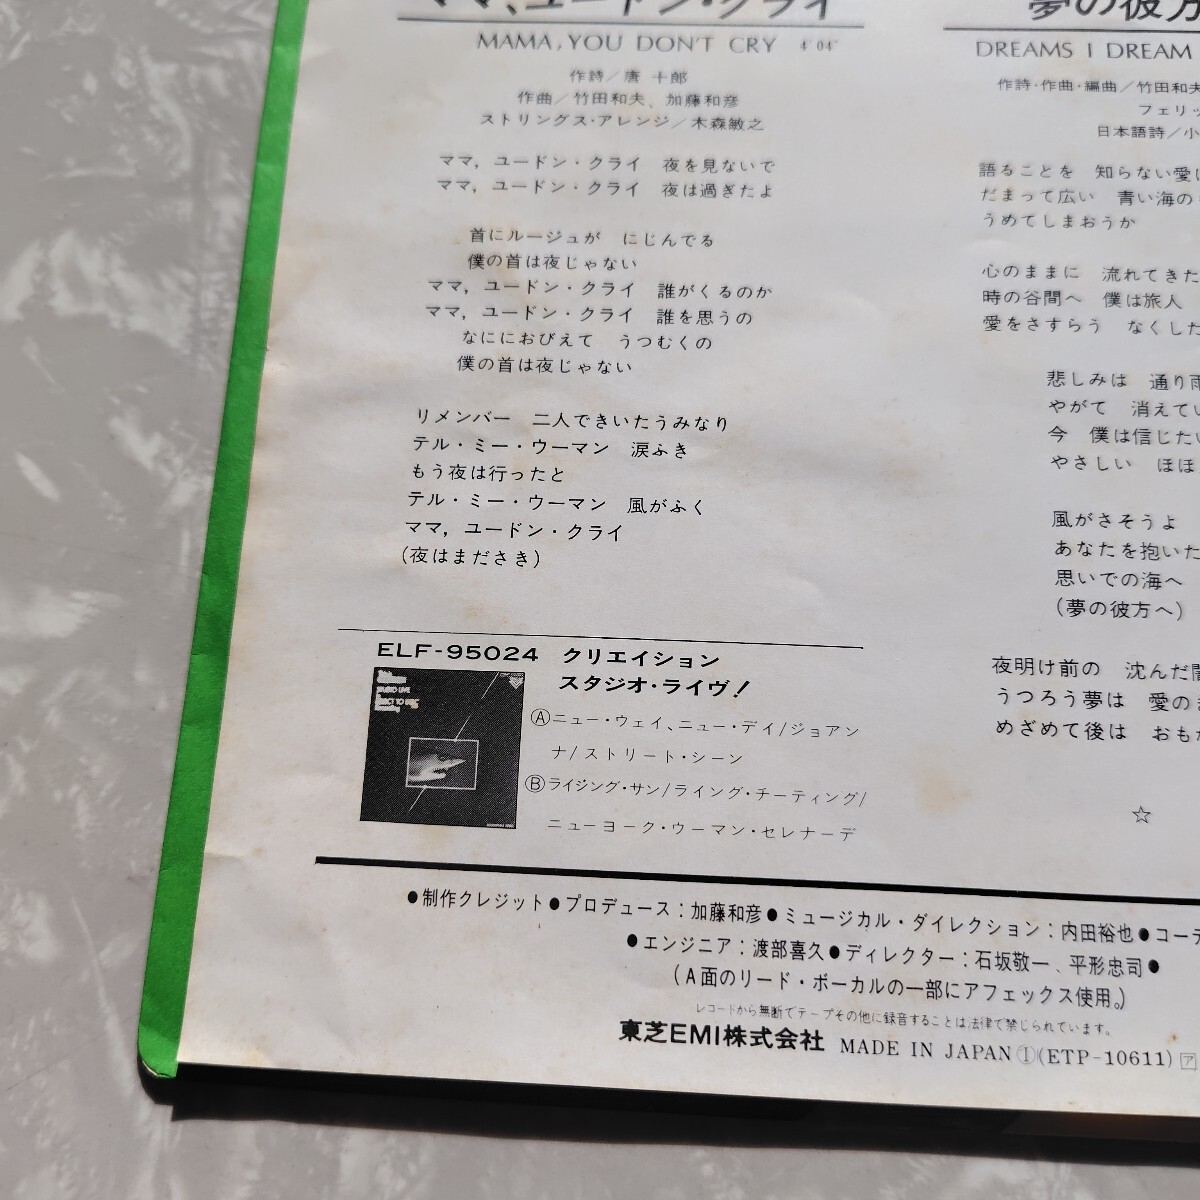 ママ、ユードン・クライ
MAMA, YOU DON'T CRY 4'04"
作詩/唐 十郎
作曲/竹田和夫、加藤和彦
ストリングス・アレンジ/木森敏之
ママ, ユードン・クライ 夜を見ないで
ママ, ユードン・クライ 夜は過ぎたよ
首にルージュが にじんでる
僕の首は夜じゃない
ママ, ユードン・クライ 誰がくるのか
ママ, ユードン・クライ 誰を思うの
なににおびえて うつむくの
僕の首は夜じゃない
リメンバー 二人できいたうみなり
テル・ミー・ウーマン 涙ふき
もう夜は行ったと
テル・ミー・ウーマン 風がふく
ママ, ユードン・クライ
(夜はまださき)
夢の彼方
DREAMS I DREAM
作詩・作曲・編曲/竹田和夫
フェリッ
日本語詩/小
語ることを 知らない愛に
だまって広い 青い海の
うめてしまおうか
心のままに 流れてきた
時の谷間へ 僕は旅人
愛をさすらう なくした
悲しみは 通り雨
やがて 消えてい
今 僕は信じたい
やさしい ほほ
風がさそうよ
あなたを抱いた
思いでの海へ
(夢の彼方へ)
夜明け前の 沈んだ闇
うつろう夢は 愛の
めざめて後は おも
☆
ELF-95024 クリエイション
スタジオ・ライヴ!
Ⓐニュー・ウェイ、ニュー・デイ/ジョアン
ナ/ストリート・シーン
Ⓑライジング・サン/ライング・チーティング/
ニューヨーク・ウーマン・セレナーデ
●制作クレジット●プロデュース:加藤和彦●ミュージカル・ダイレクション:内田裕也●コーデ
●エンジニア:渡部喜久●ディレクター:石坂敬一、平形忠司●
(A面のリード・ボーカルの一部にアフェックス使用。)
レコードから無断でテープその他に録音することは法律で禁じられています。
東芝EMI株式会社 MADE IN JAPAN①(ETP-10611)ア